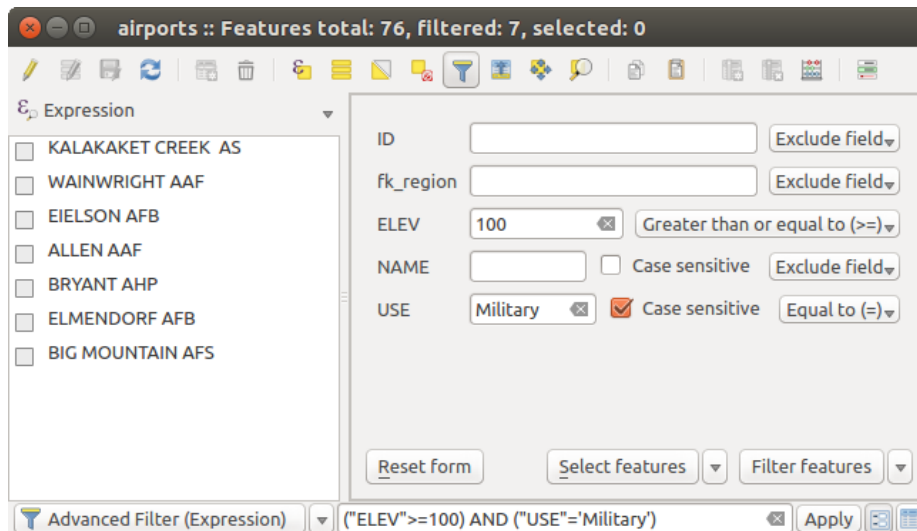 airports :: Features total: 76, filtered: 7, selected: 0
Expression
KALAKAKET CREEK AS
WAINWRIGHT AAF
EIELSON AFB
ALLEN AAF
BRYANT AHP
ELMENDORF AFB
BIG MOUNTAIN AFS
ID Exclude field
fk_region Exclude field
ELEV 100 Greater than or equal to (>=)
NAME Case sensitive Exclude field
USE Military Case sensitive Equal to (=)
Reset form Select features Filter features
Advanced Filter (Expression) ("ELEV">=100) AND ("USE"='Military') Apply